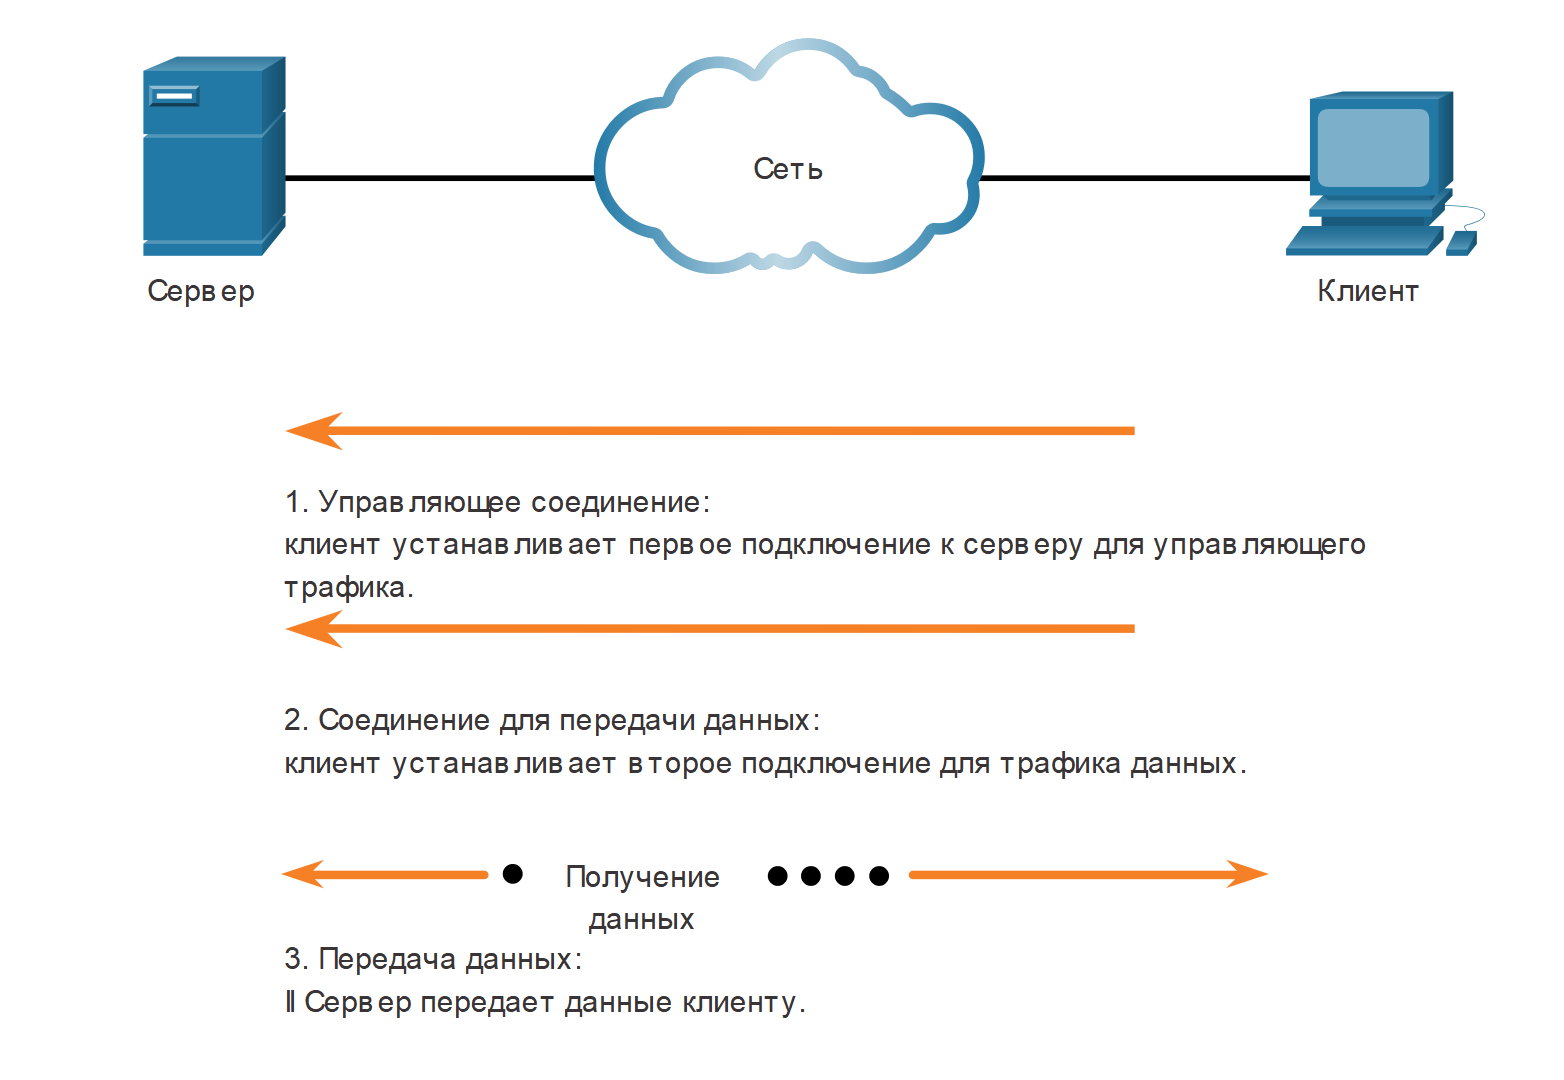 Сеть
Сервер
Клиент
1. Управляющее соединение:
клиент устанавливает первое подключение к серверу для управляющего
трафика.
2. Соединение для передачи данных:
клиент устанавливает второе подключение для трафика данных.
Получение
данных
3. Передача данных:
ll Сервер передает данные клиенту.